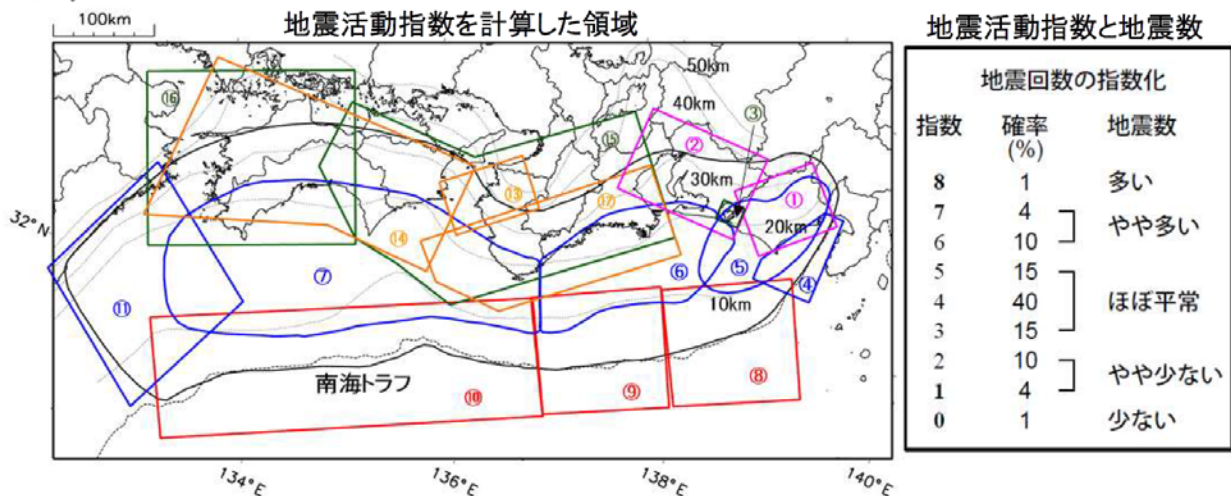 100km
地震活動指数を計算した領域
50km
40km
③
⑯
⑮
②
30km
①
⑬
⑰
20km
32°N
⑭
⑦
⑥
⑤
④
⑪
10km
南海トラフ
⑩
⑨
⑧
134°E
136°E
138°E
140°E
地震活動指数と地震数
地震回数の指数化
指数 確率 (%) 地震数
8 1 多い
7 4 やや多い
6 10
5 15
4 40 ほぼ平常
3 15
2 10 やや少ない
1 4
0 1 少ない